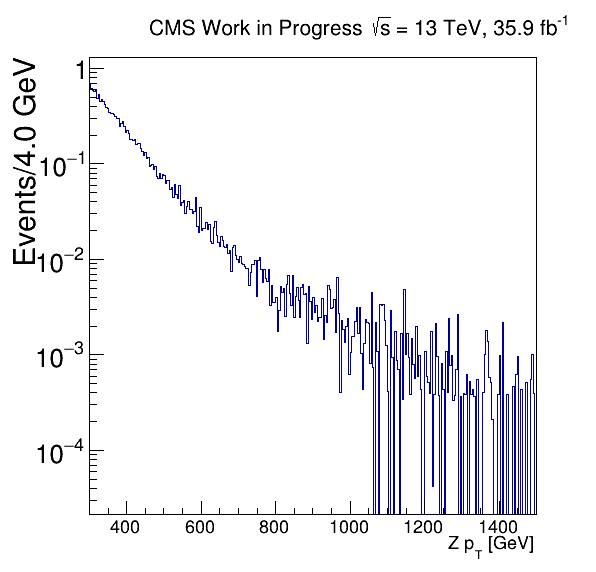 CMS Work in Progress √s = 13 TeV, 35.9 fb⁻¹
Events/4.0 GeV
1
10⁻¹
10⁻²
10⁻³
10⁻⁴
400 600 800 1000 1200 1400
Z p_T [GeV]